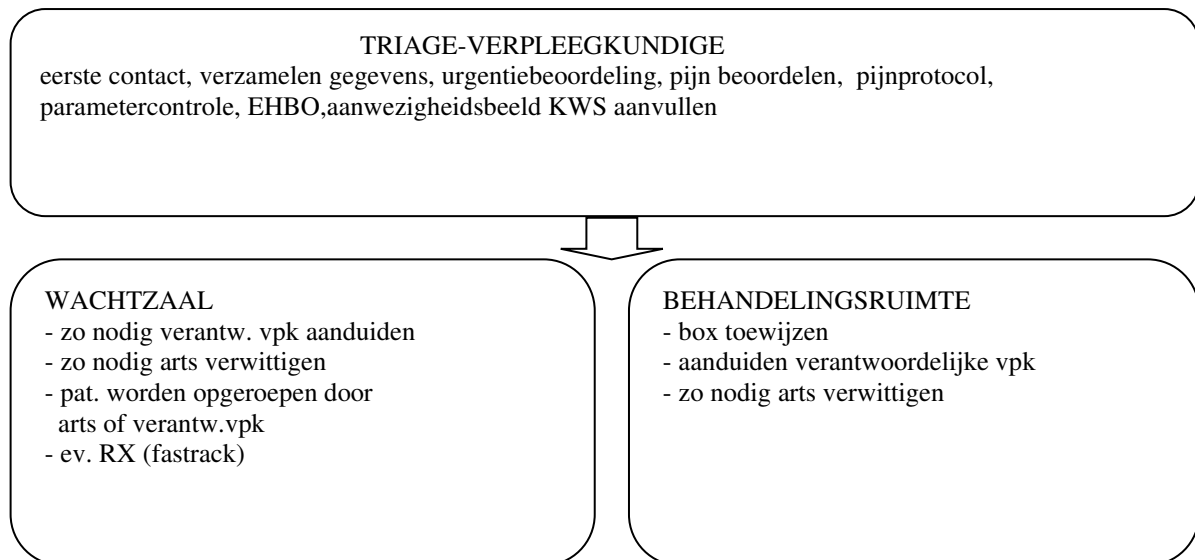 TRIAGE-VERPLEEGKUNDIGE
eerste contact, verzamelen gegevens, urgentiebeoordeling, pijn beoordelen, pijnprotocol,
parametercontrole, EHBO,aanwezigheidsbeeld KWS aanvullen
WACHTZAAL
- zo nodig verantw. vpk aanduiden
- zo nodig arts verwittigen
- pat. worden opgeroepen door
arts of verantw.vpk
- ev. RX (fastrack)
BEHANDELINGSRUIMTE
- box toewijzen
- aanduiden verantwoordelijke vpk
- zo nodig arts verwittigen